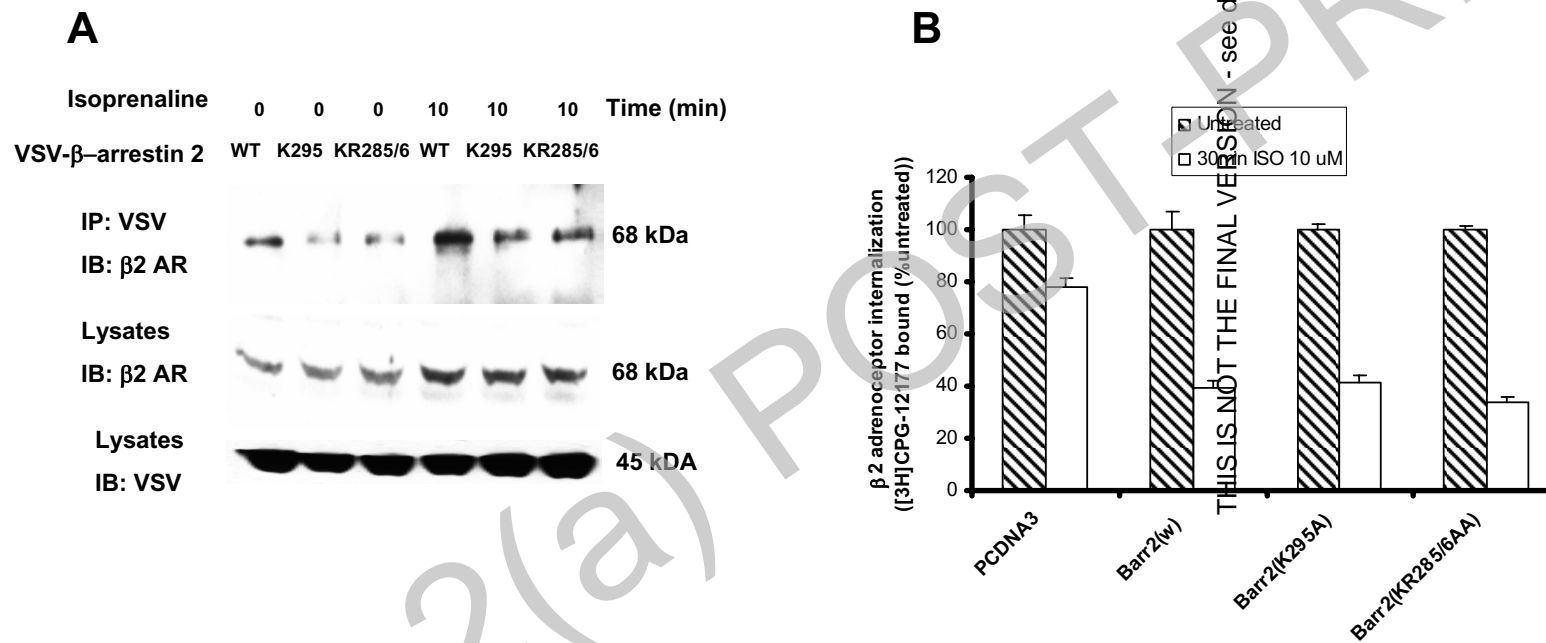 A
Isoprenaline 0 0 0 10 10 10 Time (min)
VSV-β–arrestin 2 WT K295 KR285/6 WT K295 KR285/6
IP: VSV
IB: β2 AR
68 kDa
Lysates
IB: β2 AR
68 kDa
Lysates
IB: VSV
45 kDA
B
Untreated
30min ISO 10 uM
β 2 adrenoceptor internalization
([3H]CPG-12177 bound (%untreated))
120
100
80
60
40
20
0
PCDNA3
Barr2(w)
Barr2(K295A)
Barr2(KR285/6AA)
THIS IS NOT THE FINAL VERSION - see
2(a) POST-PR